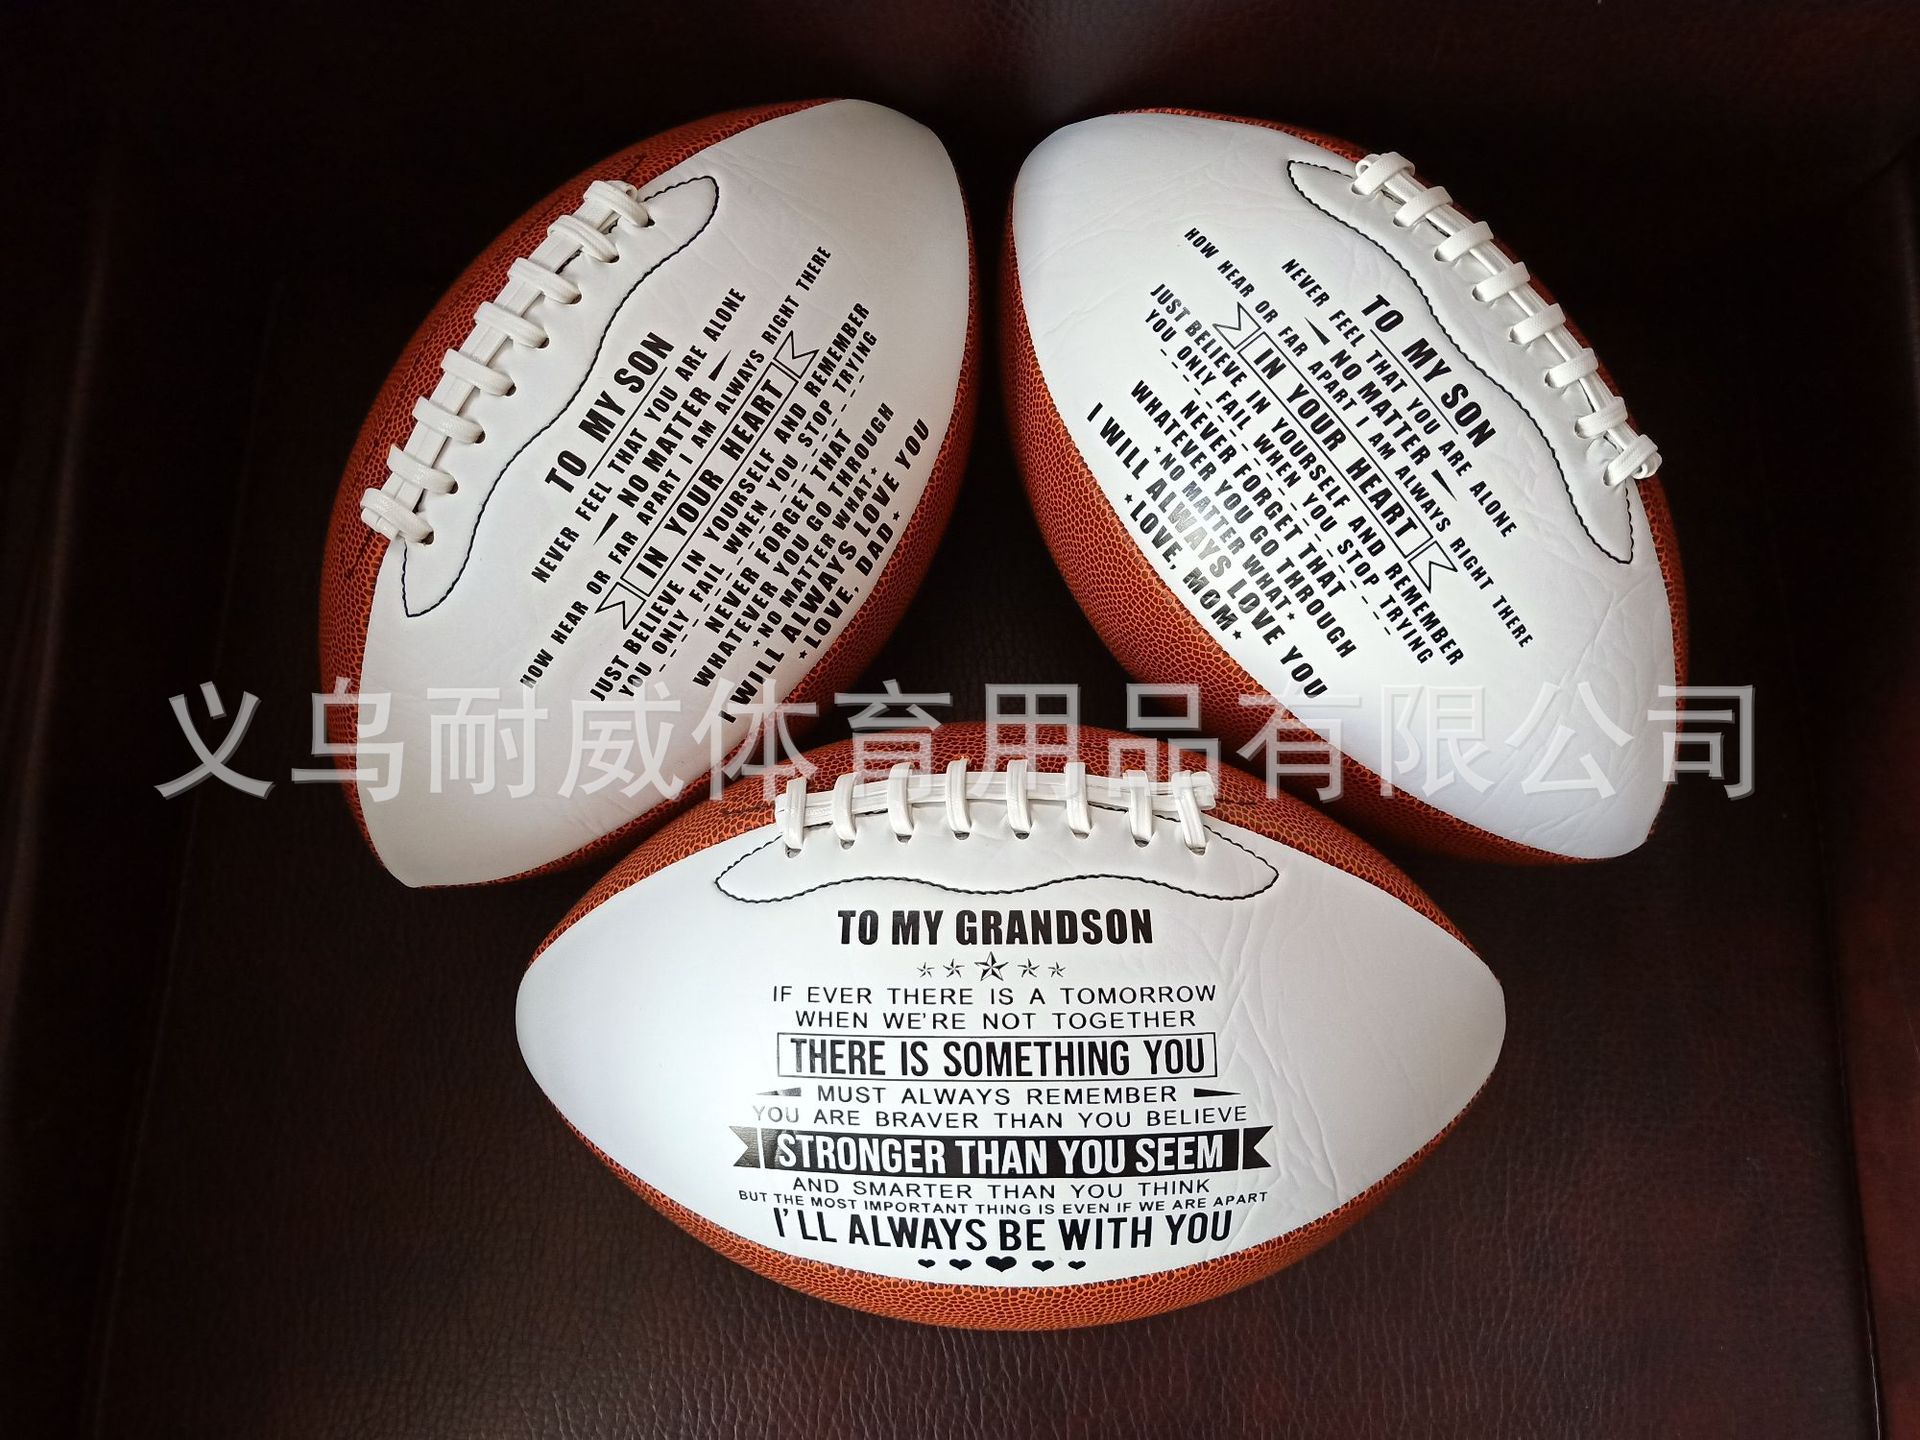 TO MY SON
NEVER FEEL THAT YOU ARE ALONE
NO MATTER
HOW HEAR OR FAR APART I AM ALWAYS RIGHT THERE
IN YOUR HEART
JUST BELIEVE IN YOURSELF AND REMEMBER
YOU ONLY FAIL WHEN YOU STOP TRYING
NEVER FORGET THAT
WHATEVER YOU GO THROUGH
NO MATTER WHAT
I WILL ALWAYS LOVE YOU
LOVE, DAD
TO MY SON
NEVER FEEL THAT YOU ARE ALONE
NO MATTER
HOW HEAR OR FAR APART I AM ALWAYS RIGHT THERE
IN YOUR HEART
JUST BELIEVE IN YOURSELF AND REMEMBER
YOU ONLY FAIL WHEN YOU STOP TRYING
NEVER FORGET THAT
WHATEVER YOU GO THROUGH
NO MATTER WHAT
I WILL ALWAYS LOVE YOU
LOVE, MOM
义乌耐威体育用品有限公司
TO MY GRANDSON
IF EVER THERE IS A TOMORROW
WHEN WE'RE NOT TOGETHER
THERE IS SOMETHING YOU
MUST ALWAYS REMEMBER
YOU ARE BRAVER THAN YOU BELIEVE
STRONGER THAN YOU SEEM
AND SMARTER THAN YOU THINK
BUT THE MOST IMPORTANT THING IS EVEN IF WE ARE APART
I'LL ALWAYS BE WITH YOU